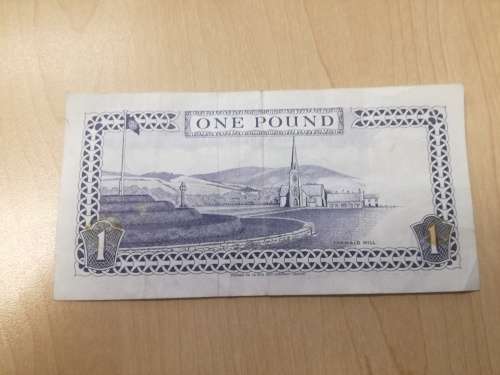 ONE POUND
1
1
TYNWALD HILL